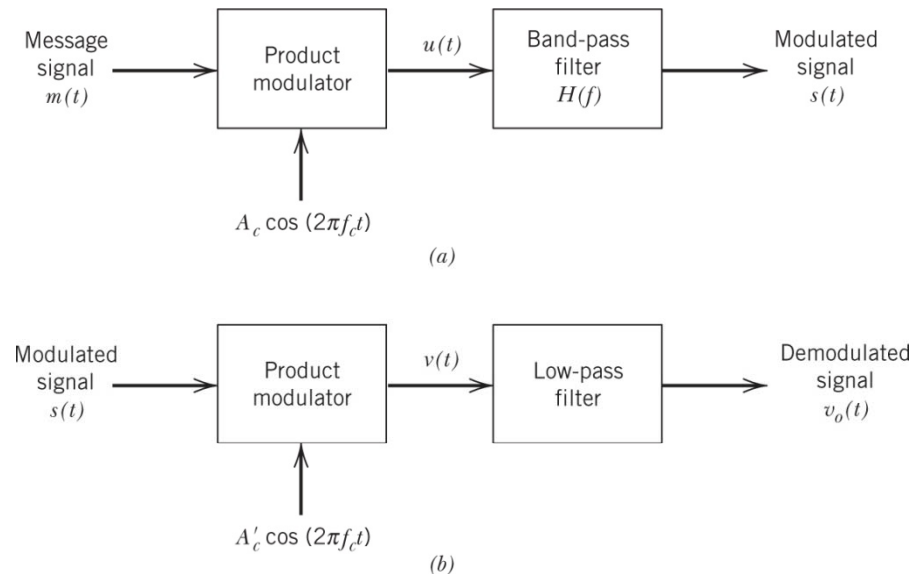 Message
signal
m(t)
Product
modulator
u(t)
Band-pass
filter
H(f)
Modulated
signal
s(t)
A_c cos (2πf_ct)
(a)
Modulated
signal
s(t)
Product
modulator
v(t)
Low-pass
filter
Demodulated
signal
v_o(t)
A'_c cos (2πf_ct)
(b)